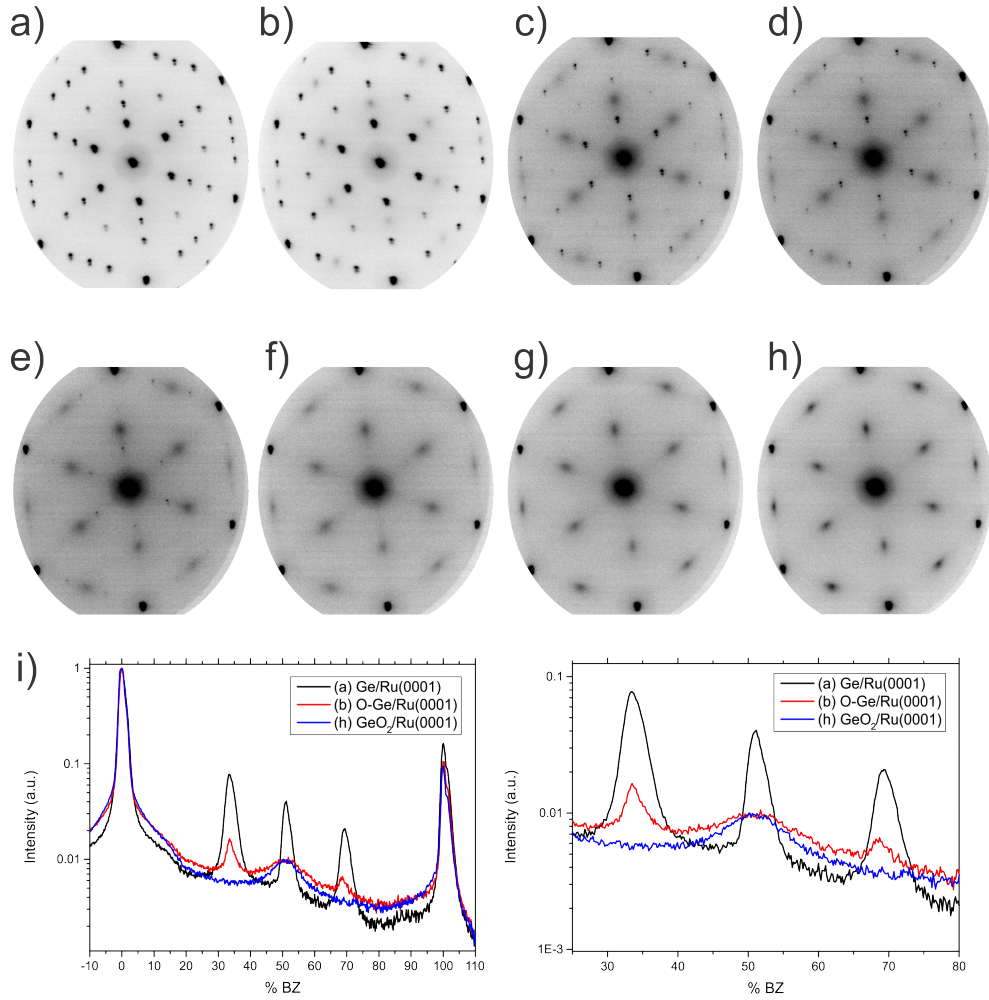 a) b) c) d)
e) f) g) h)
i)
1
0.1
0.01
Intensity (a.u.)
-10 0 10 20 30 40 50 60 70 80 90 100 110
% BZ
(a) Ge/Ru(0001)
(b) O-Ge/Ru(0001)
(h) GeO2/Ru(0001)
0.1
0.01
1E-3
Intensity (a.u.)
30 40 50 60 70 80
% BZ
(a) Ge/Ru(0001)
(b) O-Ge/Ru(0001)
(h) GeO2/Ru(0001)